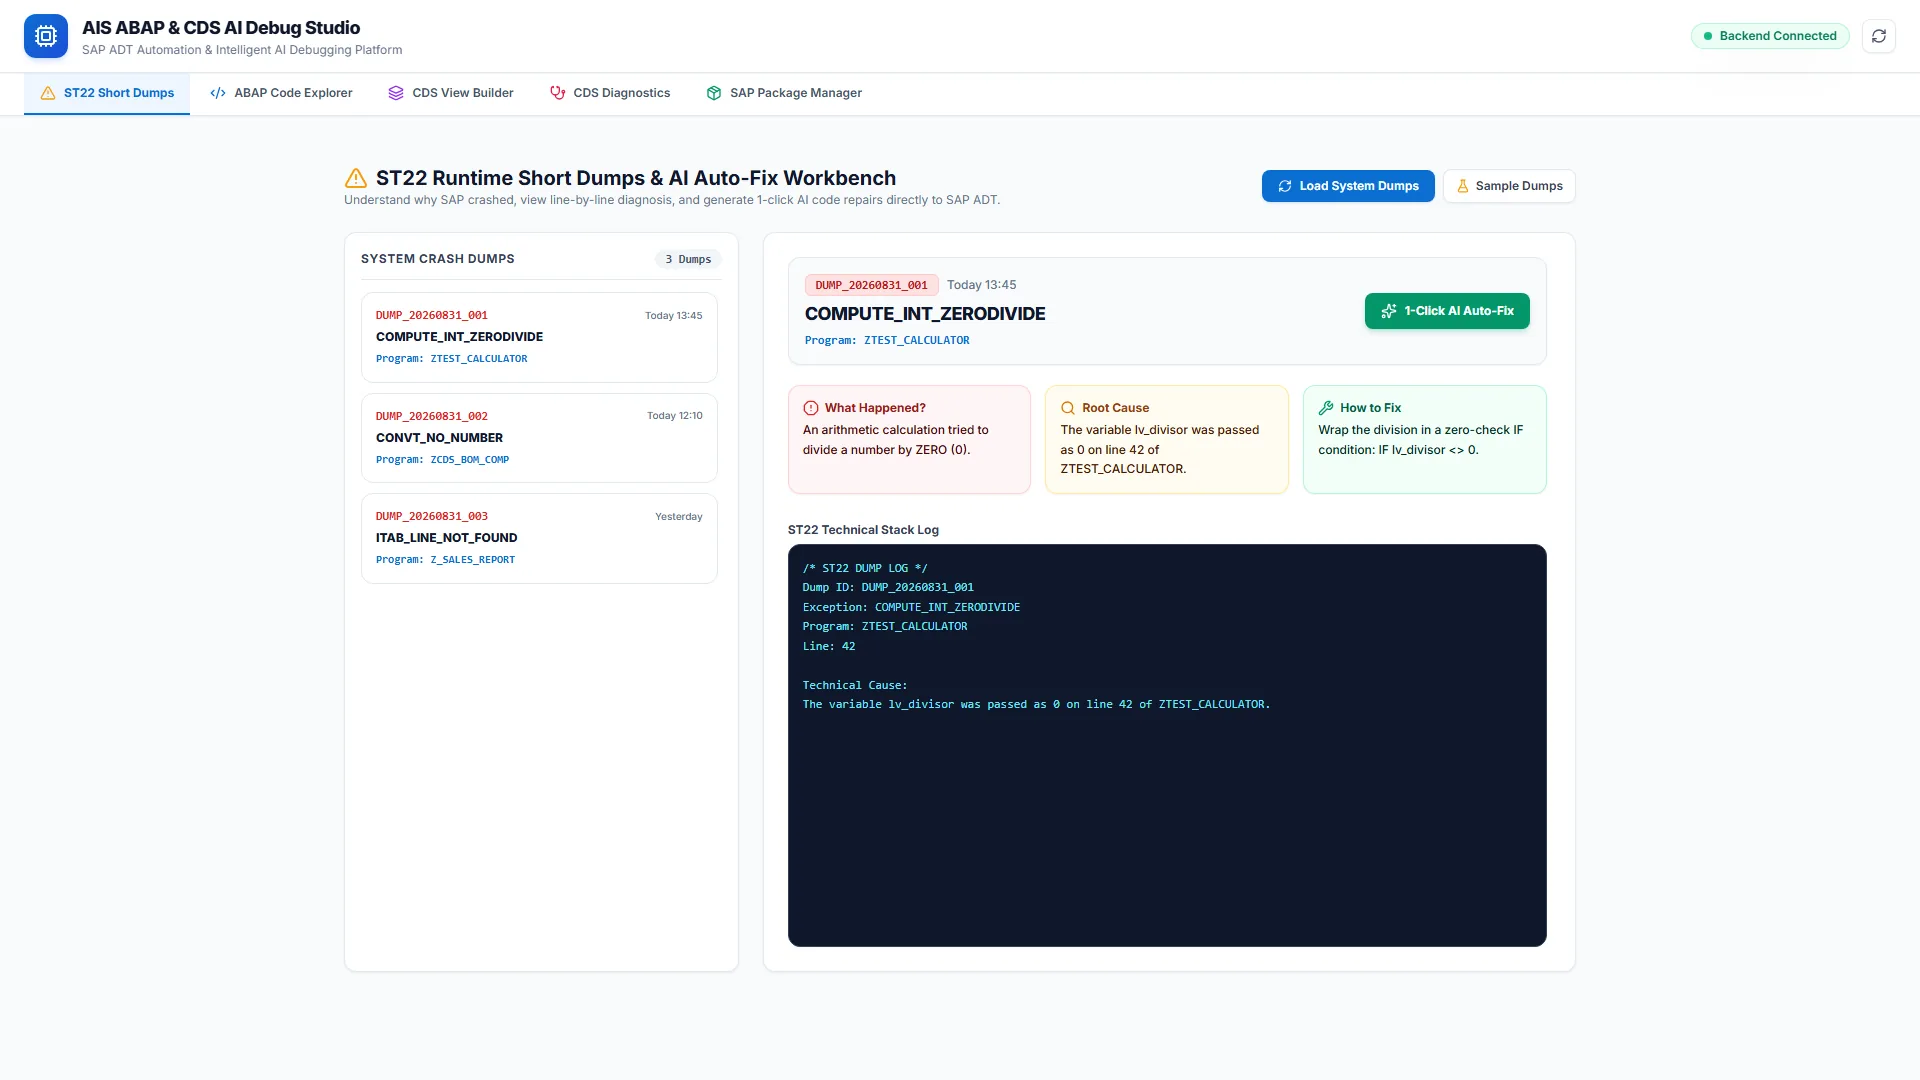 AIS ABAP & CDS AI Debug Studio
SAP ADT Automation & Intelligent AI Debugging Platform
Backend Connected
ST22 Short Dumps
ABAP Code Explorer
CDS View Builder
CDS Diagnostics
SAP Package Manager
ST22 Runtime Short Dumps & AI Auto-Fix Workbench
Understand why SAP crashed, view line-by-line diagnosis, and generate 1-click AI code repairs directly to SAP ADT.
Load System Dumps
Sample Dumps
SYSTEM CRASH DUMPS
3 Dumps
DUMP_20260831_001
Today 13:45
COMPUTE_INT_ZERODIVIDE
Program: ZTEST_CALCULATOR
DUMP_20260831_002
Today 12:10
CONVT_NO_NUMBER
Program: ZCDS_BOM_COMP
DUMP_20260831_003
Yesterday
ITAB_LINE_NOT_FOUND
Program: Z_SALES_REPORT
DUMP_20260831_001
Today 13:45
COMPUTE_INT_ZERODIVIDE
Program: ZTEST_CALCULATOR
1-Click AI Auto-Fix
What Happened?
An arithmetic calculation tried to
divide a number by ZERO (0).
Root Cause
The variable lv_divisor was passed
as 0 on line 42 of
ZTEST_CALCULATOR.
How to Fix
Wrap the division in a zero-check IF
condition: IF lv_divisor <> 0.
ST22 Technical Stack Log
/* ST22 DUMP LOG */
Dump ID: DUMP_20260831_001
Exception: COMPUTE_INT_ZERODIVIDE
Program: ZTEST_CALCULATOR
Line: 42
Technical Cause:
The variable lv_divisor was passed as 0 on line 42 of ZTEST_CALCULATOR.